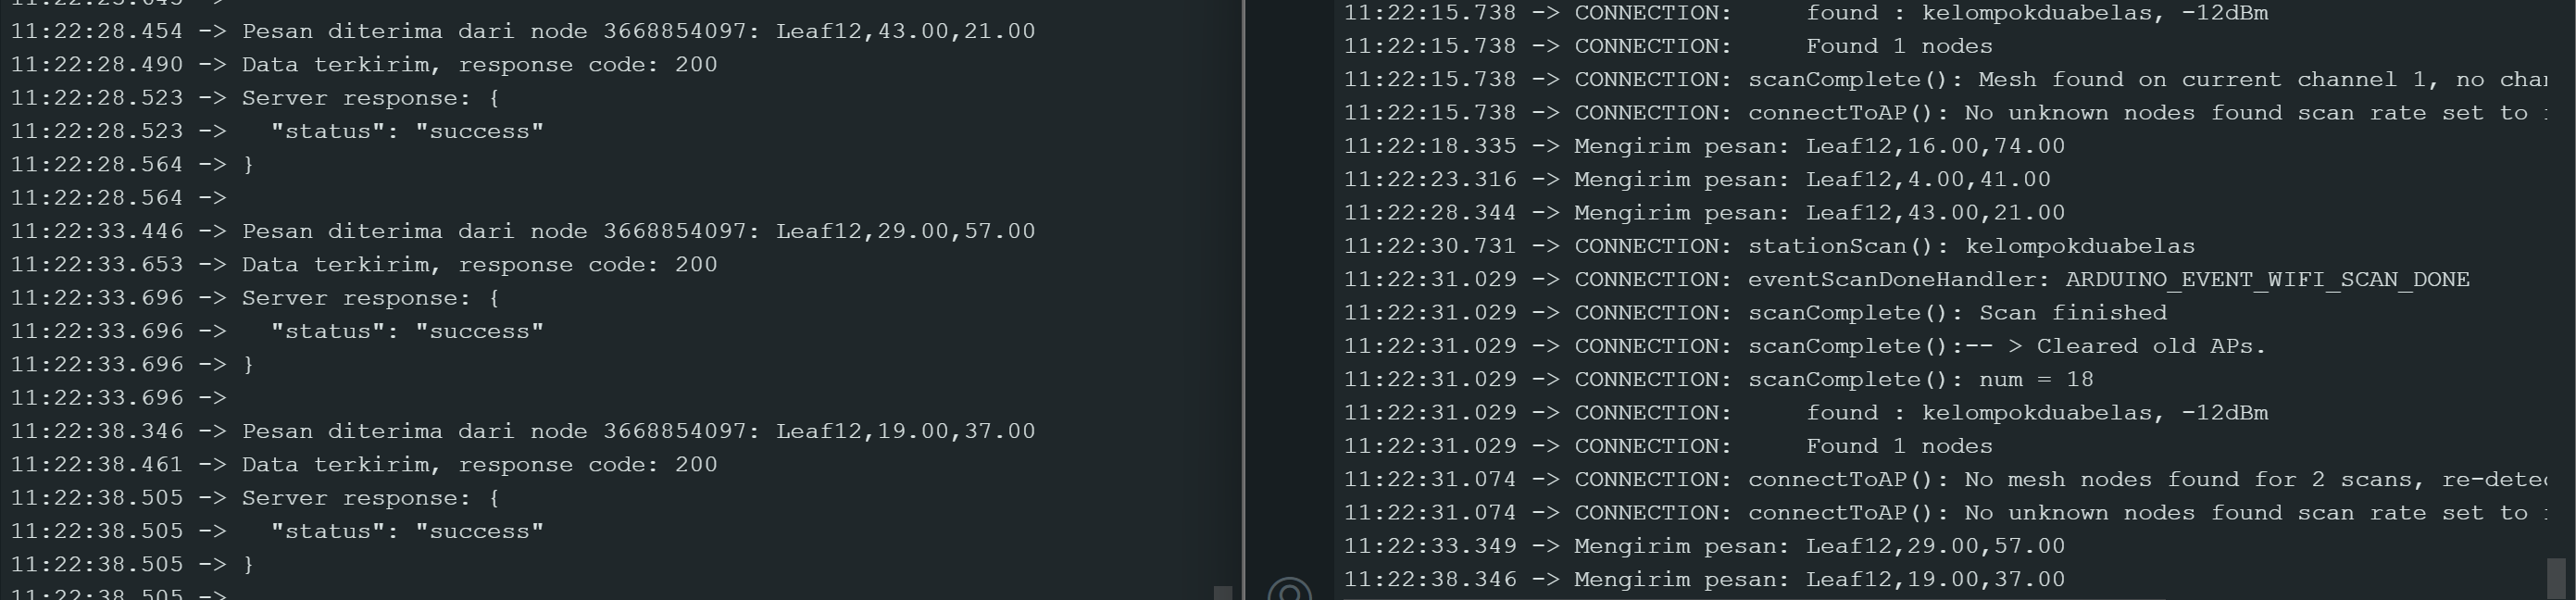 11:22:28.454 -> Pesan diterima dari node 3668854097: Leaf12,43.00,21.00
11:22:28.490 -> Data terkirim, response code: 200
11:22:28.523 -> Server response: {
11:22:28.523 ->   "status": "success"
11:22:28.564 -> }
11:22:28.564 ->
11:22:33.446 -> Pesan diterima dari node 3668854097: Leaf12,29.00,57.00
11:22:33.653 -> Data terkirim, response code: 200
11:22:33.696 -> Server response: {
11:22:33.696 ->   "status": "success"
11:22:33.696 -> }
11:22:33.696 ->
11:22:38.346 -> Pesan diterima dari node 3668854097: Leaf12,19.00,37.00
11:22:38.461 -> Data terkirim, response code: 200
11:22:38.505 -> Server response: {
11:22:38.505 ->   "status": "success"
11:22:38.505 -> }
11:22:38.505 ->
11:22:15.738 -> CONNECTION:     found : kelompokduabelas, -12dBm
11:22:15.738 -> CONNECTION:     Found 1 nodes
11:22:15.738 -> CONNECTION: scanComplete(): Mesh found on current channel 1, no
11:22:15.738 -> CONNECTION: connectToAP(): No unknown nodes found scan rate set to
11:22:18.335 -> Mengirim pesan: Leaf12,16.00,74.00
11:22:23.316 -> Mengirim pesan: Leaf12,4.00,41.00
11:22:28.344 -> Mengirim pesan: Leaf12,43.00,21.00
11:22:30.731 -> CONNECTION: stationScan(): kelompokduabelas
11:22:31.029 -> CONNECTION: eventScanDoneHandler: ARDUINO_EVENT_WIFI_SCAN_DONE
11:22:31.029 -> CONNECTION: scanComplete(): Scan finished
11:22:31.029 -> CONNECTION: scanComplete():-- > Cleared old APs.
11:22:31.029 -> CONNECTION: scanComplete(): num = 18
11:22:31.029 -> CONNECTION:     found : kelompokduabelas, -12dBm
11:22:31.029 -> CONNECTION:     Found 1 nodes
11:22:31.074 -> CONNECTION: connectToAP(): No mesh nodes found for 2 scans,
11:22:31.074 -> CONNECTION: connectToAP(): No unknown nodes found scan rate set to
11:22:33.349 -> Mengirim pesan: Leaf12,29.00,57.00
11:22:38.346 -> Mengirim pesan: Leaf12,19.00,37.00